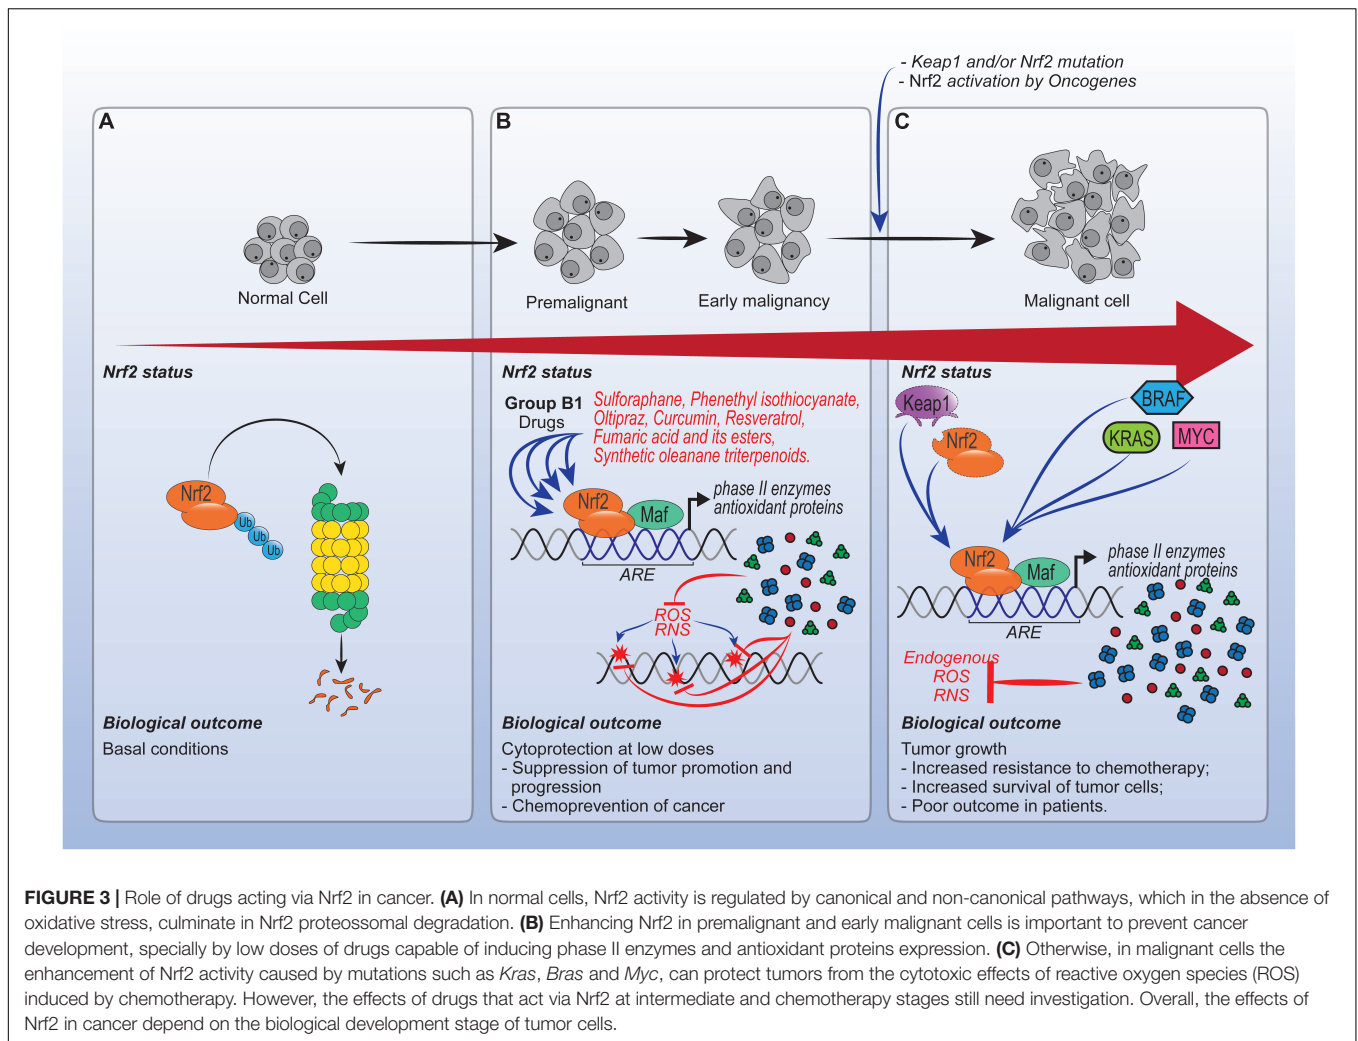 - Keap1 and/or Nrf2 mutation
- Nrf2 activation by Oncogenes
A
Normal Cell
Nrf2 status
Nrf2
Ub
Ub
Ub
Biological outcome
Basal conditions
B
Premalignant
Early malignancy
Nrf2 status
Group B1
Drugs
Sulforaphane, Phenethyl isothiocyanate,
Oltipraz, Curcumin, Resveratrol,
Fumaric acid and its esters,
Synthetic oleanane triterpenoids.
Nrf2
Maf
phase II enzymes
antioxidant proteins
ARE
ROS
RNS
Biological outcome
Cytoprotection at low doses
- Suppression of tumor promotion and
progression
- Chemoprevention of cancer
C
Malignant cell
Nrf2 status
Keap1
Nrf2
BRAF
KRAS
MYC
Nrf2
Maf
phase II enzymes
antioxidant proteins
ARE
Endogenous
ROS
RNS
Biological outcome
Tumor growth
- Increased resistance to chemotherapy;
- Increased survival of tumor cells;
- Poor outcome in patients.
FIGURE 3 | Role of drugs acting via Nrf2 in cancer. (A) In normal cells, Nrf2 activity is regulated by canonical and non-canonical pathways, which in the absence of
oxidative stress, culminate in Nrf2 proteossomal degradation. (B) Enhancing Nrf2 in premalignant and early malignant cells is important to prevent cancer
development, specially by low doses of drugs capable of inducing phase II enzymes and antioxidant proteins expression. (C) Otherwise, in malignant cells the
enhancement of Nrf2 activity caused by mutations such as Kras, Bras and Myc, can protect tumors from the cytotoxic effects of reactive oxygen species (ROS)
induced by chemotherapy. However, the effects of drugs that act via Nrf2 at intermediate and chemotherapy stages still need investigation. Overall, the effects of
Nrf2 in cancer depend on the biological development stage of tumor cells.